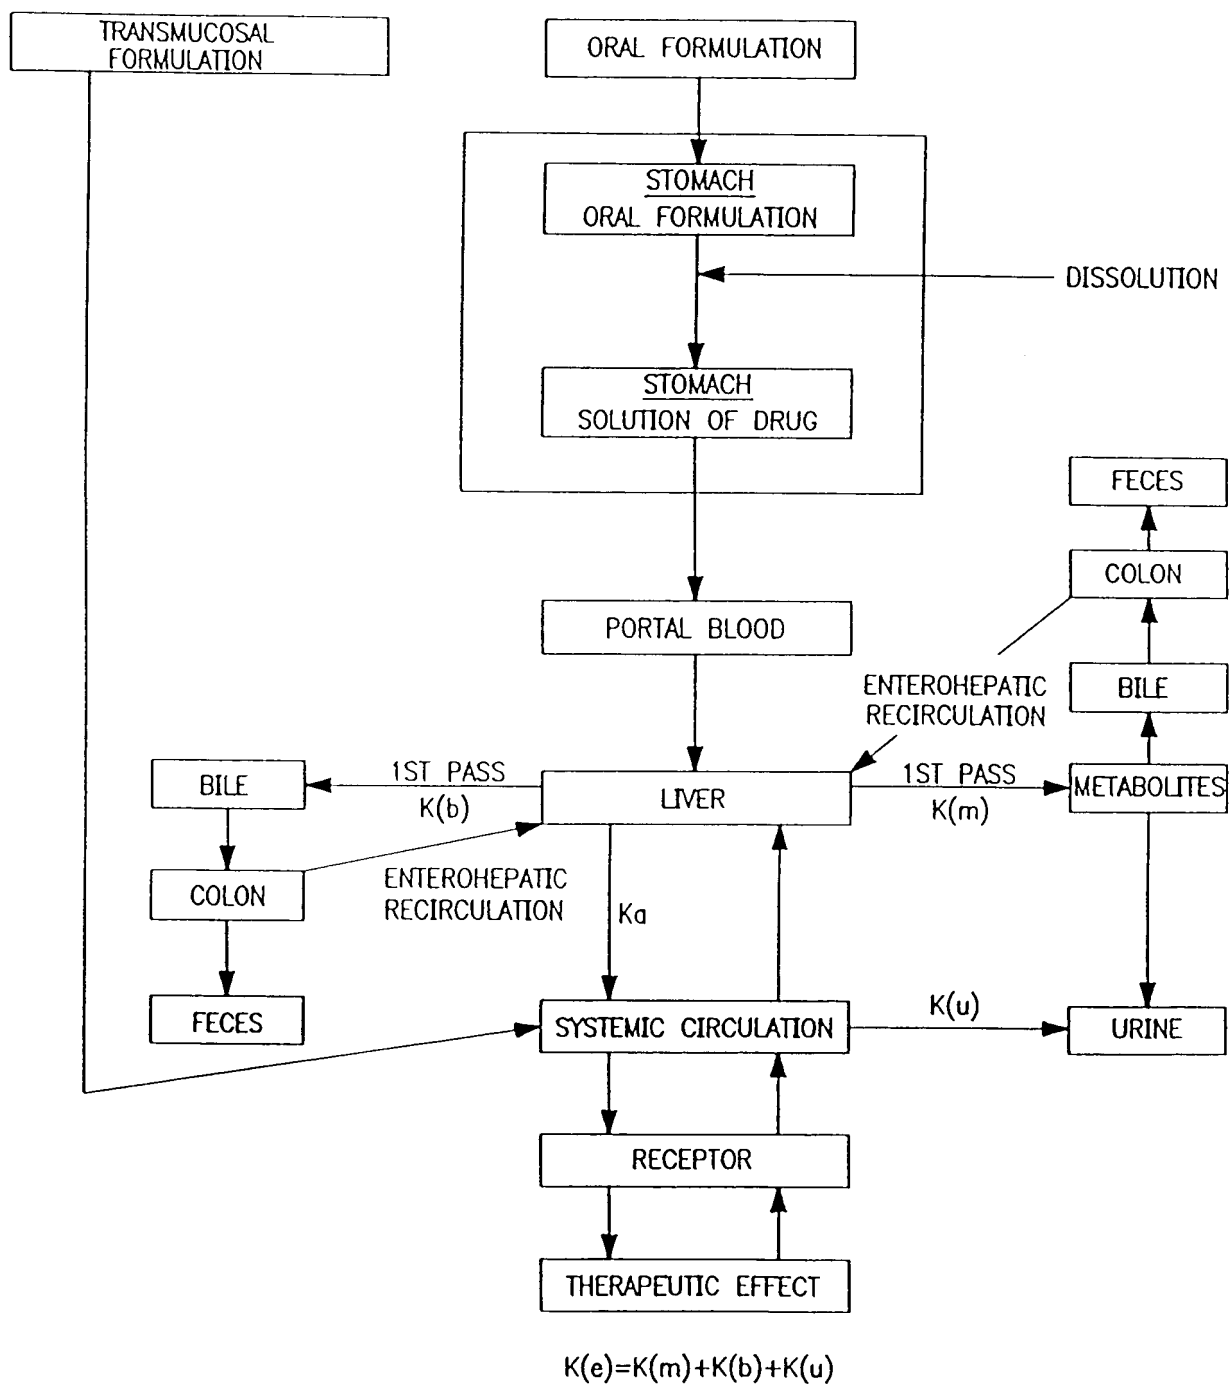 TRANSMUCOSAL
FORMULATION
ORAL FORMULATION
STOMACH
ORAL FORMULATION
DISSOLUTION
STOMACH
SOLUTION OF DRUG
FECES
COLON
PORTAL BLOOD
ENTEROHEPATIC
RECIRCULATION
BILE
BILE
1ST PASS
K(b)
LIVER
1ST PASS
K(m)
METABOLITES
COLON
ENTEROHEPATIC
RECIRCULATION
Ka
FECES
SYSTEMIC CIRCULATION
K(u)
URINE
RECEPTOR
THERAPEUTIC EFFECT
K(e)=K(m)+K(b)+K(u)